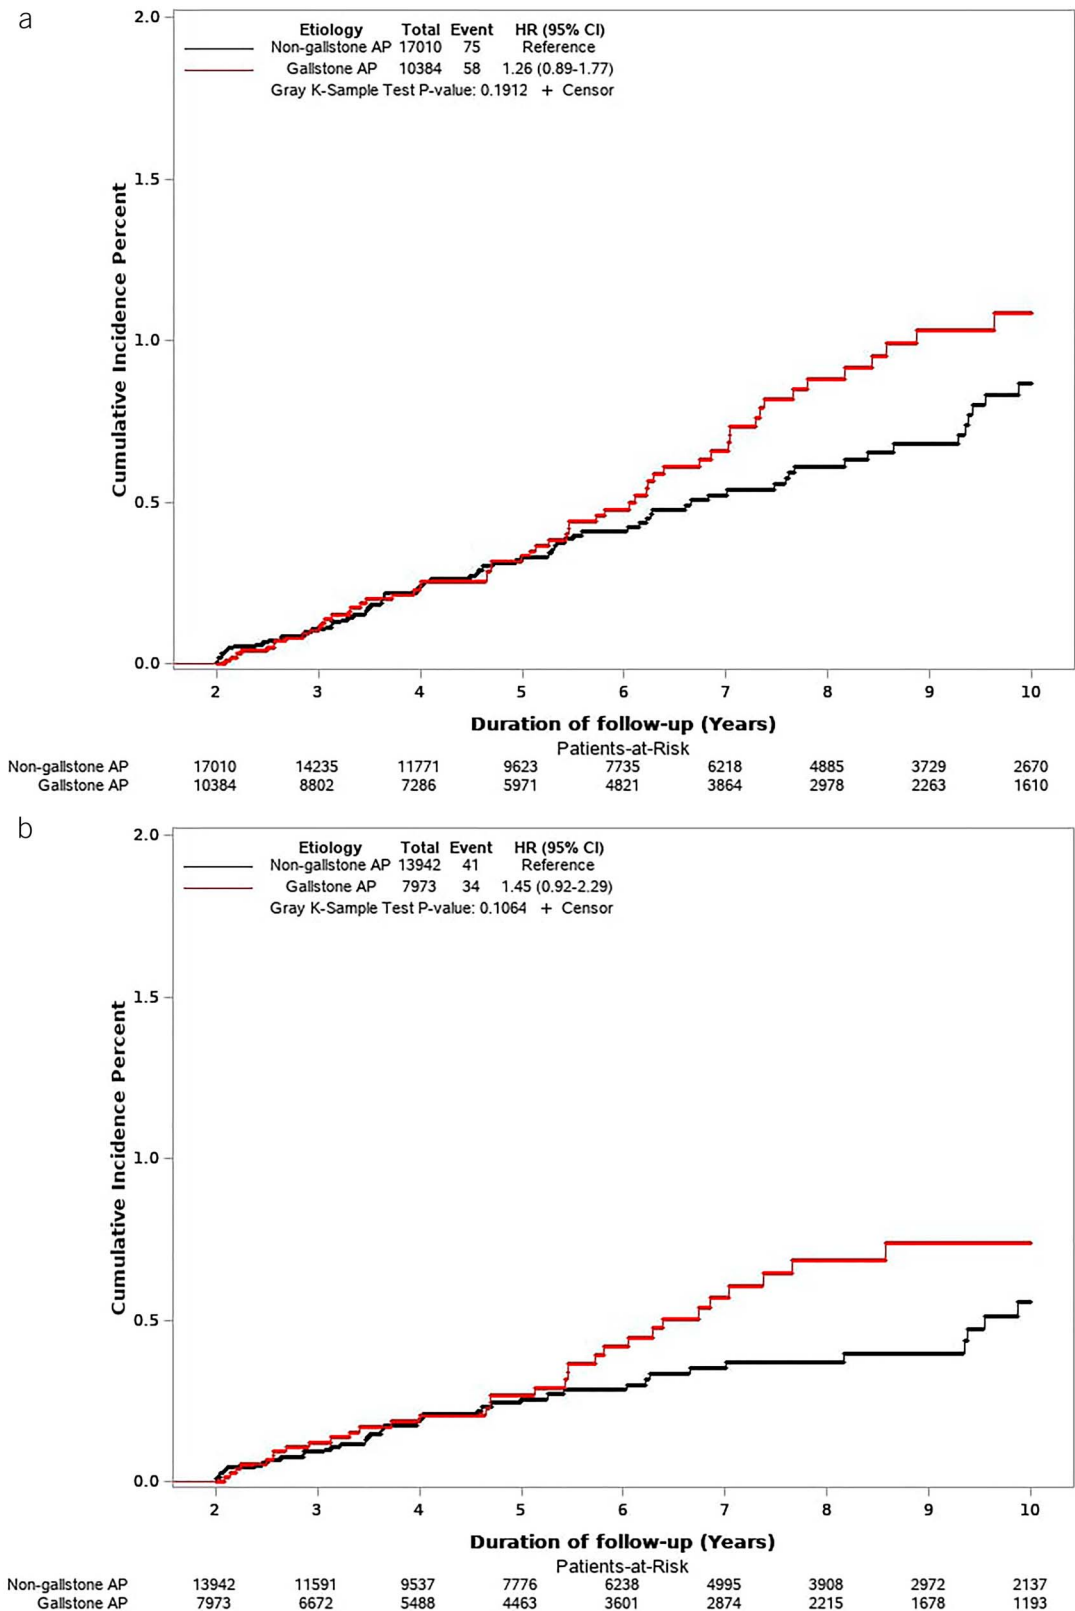 a
Etiology Total Event HR (95% CI)
Non-gallstone AP 17010 75 Reference
Gallstone AP 10384 58 1.26 (0.89-1.77)
Gray K-Sample Test P-value: 0.1912 + Censor
2.0
1.5
1.0
0.5
0.0
Cumulative Incidence Percent
2 3 4 5 6 7 8 9 10
Duration of follow-up (Years)
Patients-at-Risk
Non-gallstone AP 17010 14235 11771 9623 7735 6218 4885 3729 2670
Gallstone AP 10384 8802 7286 5971 4821 3864 2978 2263 1610
b
Etiology Total Event HR (95% CI)
Non-gallstone AP 13942 41 Reference
Gallstone AP 7973 34 1.45 (0.92-2.29)
Gray K-Sample Test P-value: 0.1064 + Censor
2.0
1.5
1.0
0.5
0.0
Cumulative Incidence Percent
2 3 4 5 6 7 8 9 10
Duration of follow-up (Years)
Patients-at-Risk
Non-gallstone AP 13942 11591 9537 7776 6238 4995 3908 2972 2137
Gallstone AP 7973 6672 5488 4463 3601 2874 2215 1678 1193